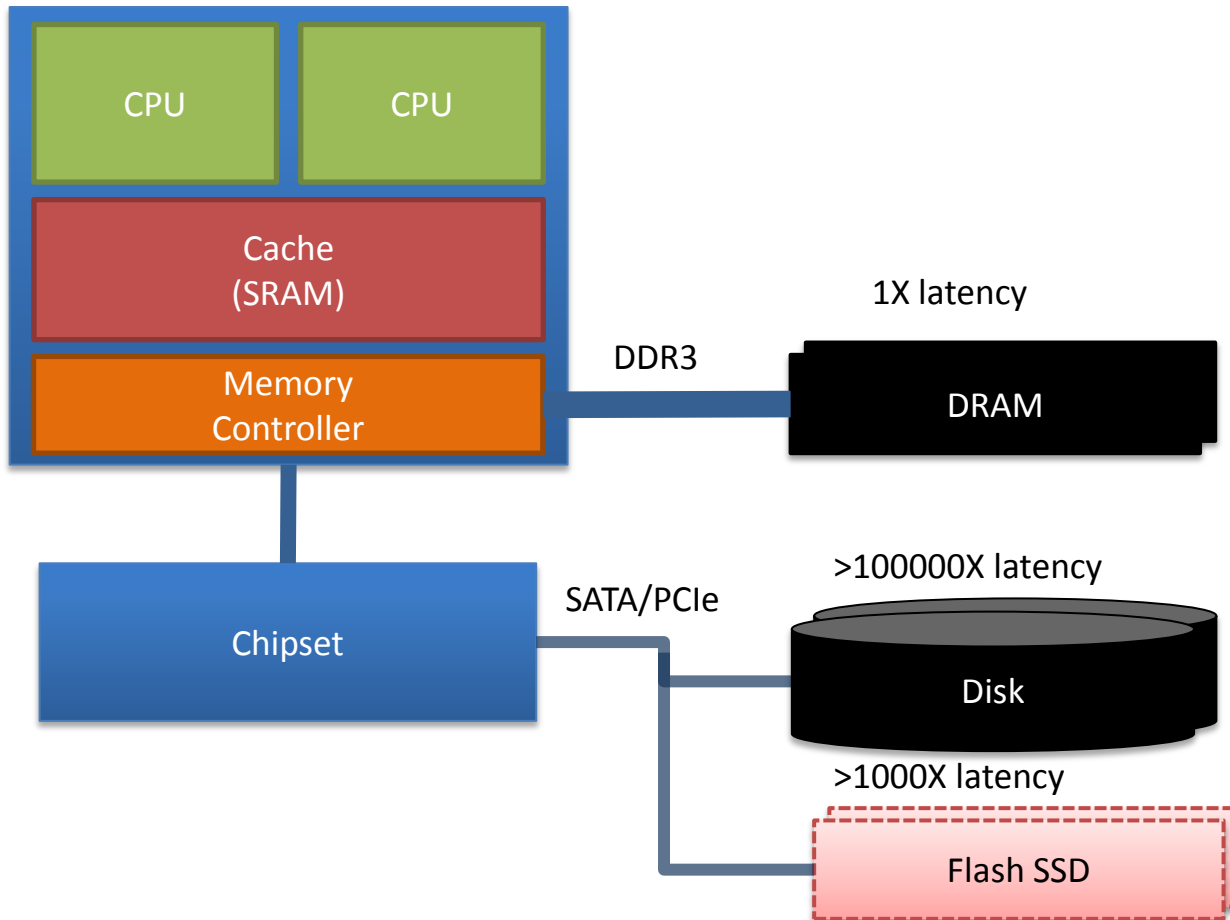 CPU
CPU
Cache
(SRAM)
Memory
Controller
DDR3
1X latency
DRAM
Chipset
SATA/PCIe
>100000X latency
Disk
>1000X latency
Flash SSD